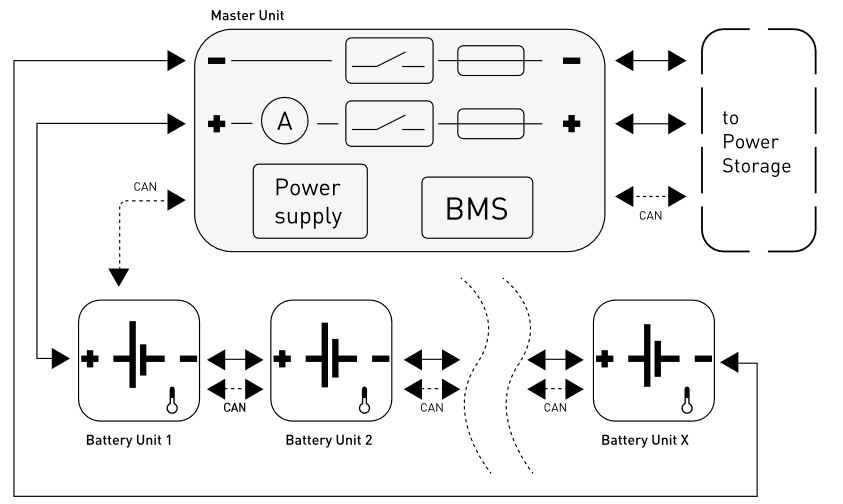 Master Unit
A
to
Power
Storage
Power
supply
BMS
CAN
CAN
CAN
CAN
CAN
Battery Unit 1
Battery Unit 2
Battery Unit X